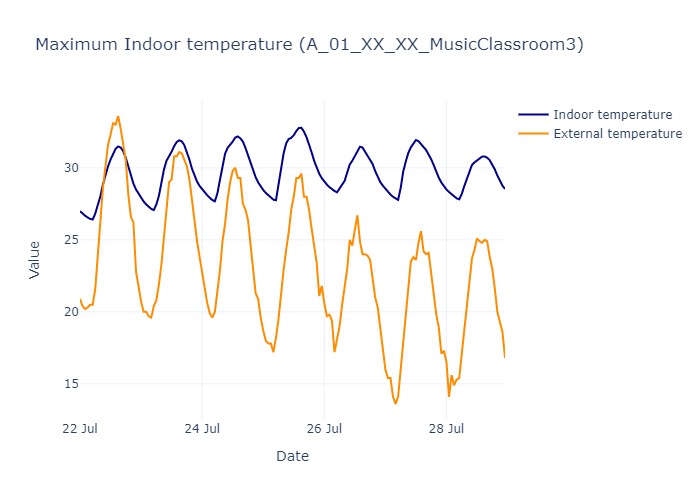 Maximum Indoor temperature (A_01_XX_XX_MusicClassroom3)
Indoor temperature
External temperature
30
25
20
15
Value
22 Jul
24 Jul
26 Jul
28 Jul
Date